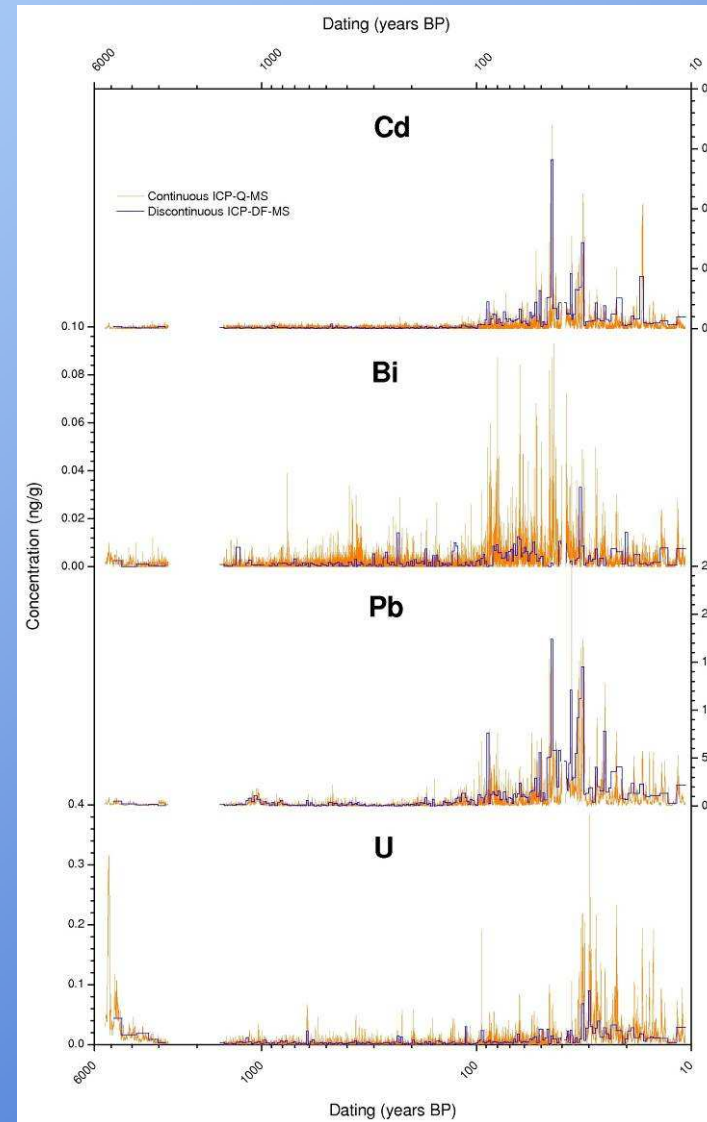 Dating (years BP)
6000 1000 100 10
Cd
Continuous ICP-Q-MS
Discontinuous ICP-DF-MS
0.10
Bi
0.08
0.06
0.04
0.02
0.00
Concentration (ng/g)
Pb
0.4
U
0.3
0.2
0.1
0.0
6000 1000 100 10
Dating (years BP)